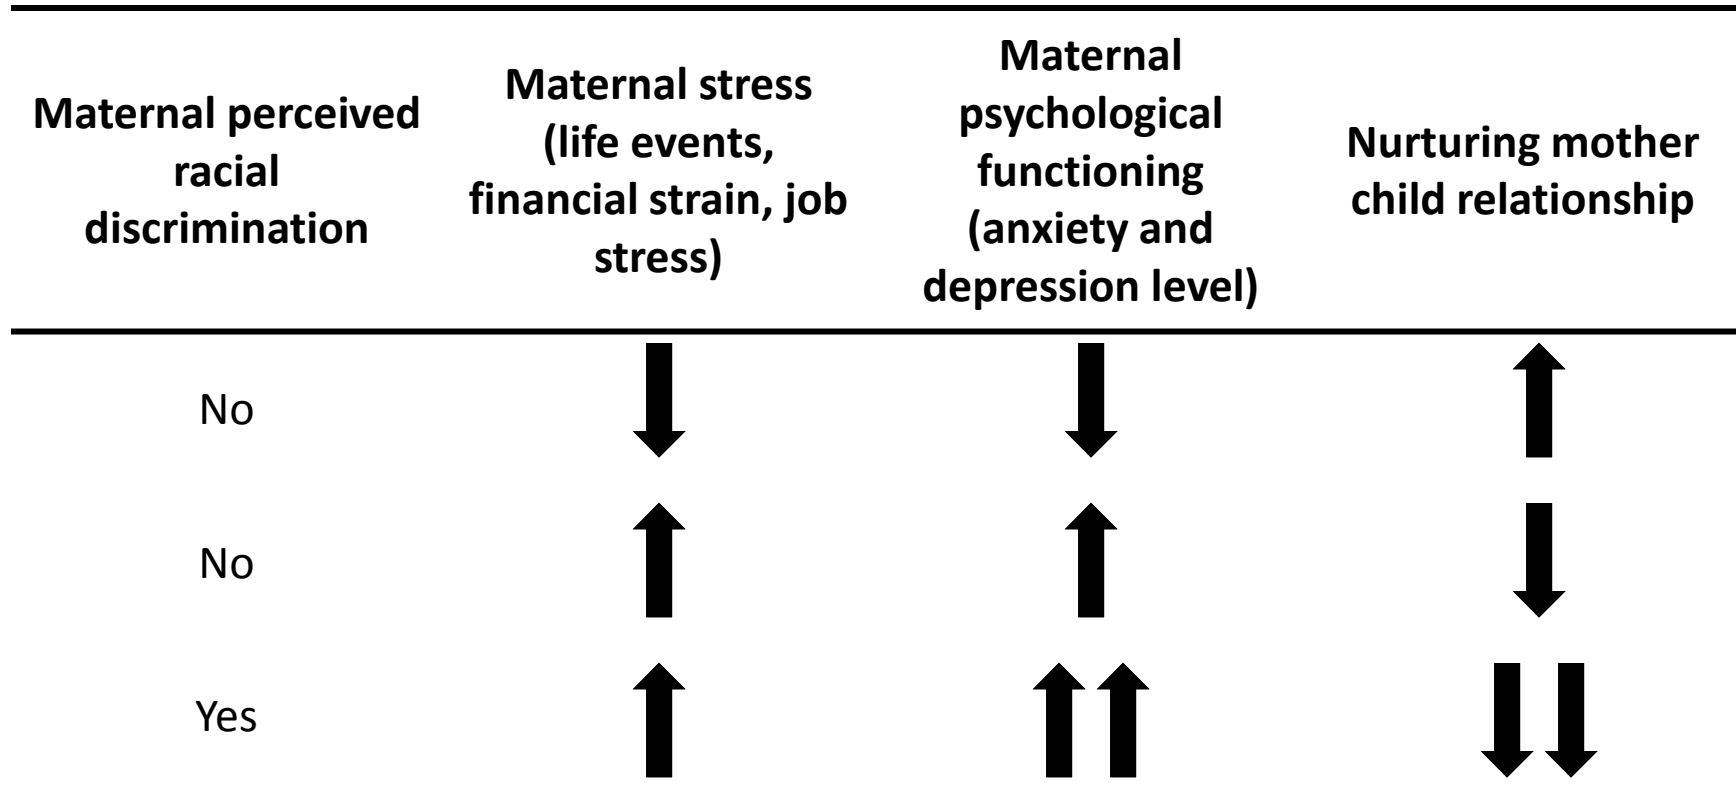 Maternal perceived
racial
discrimination
Maternal stress
(life events,
financial strain, job
stress)
Maternal
psychological
functioning
(anxiety and
depression level)
Nurturing mother
child relationship
No
No
Yes